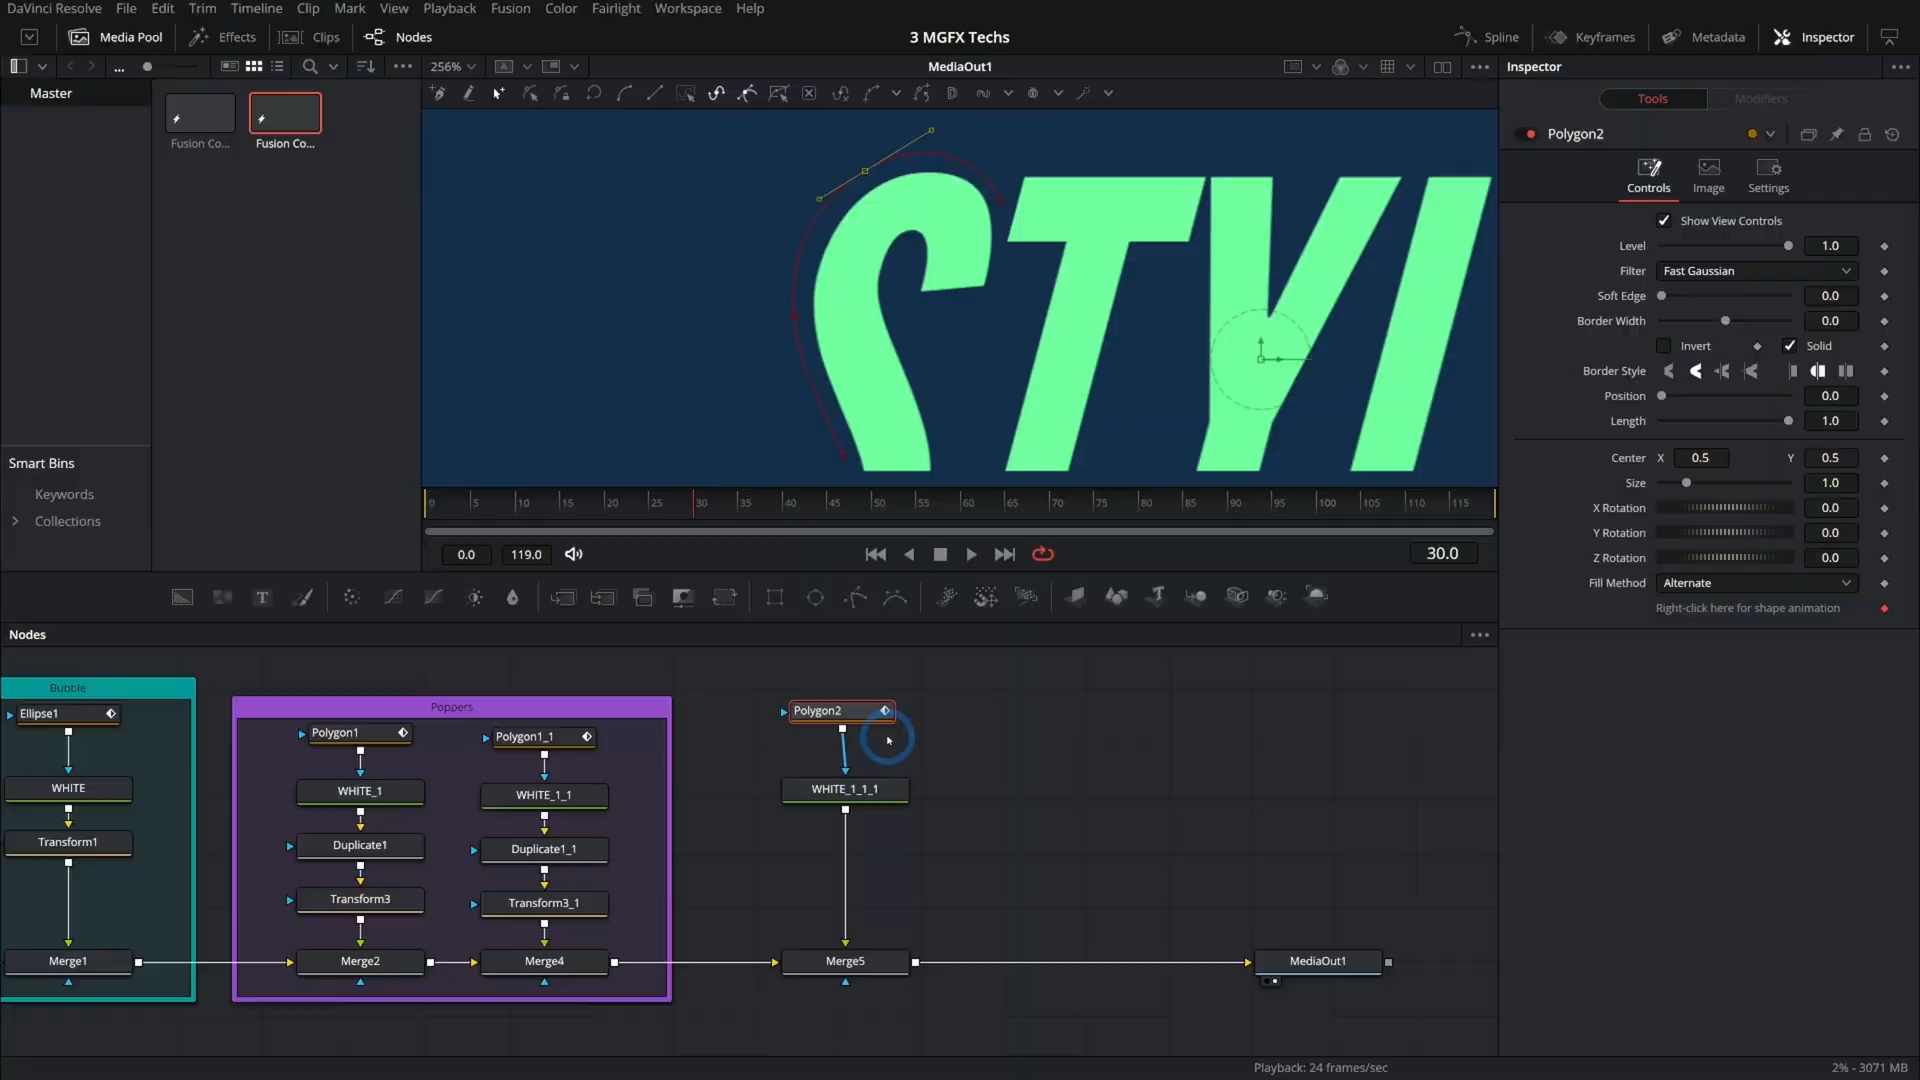 DaVinci Resolve File Edit Trim Timeline Clip Mark View Playback Fusion Color Fairlight Workspace Help
Media Pool Effects Clips Nodes 3 MGFX Techs Spline Keyframes Metadata Inspector
256% MediaOut1 Inspector
Master
Fusion Co... Fusion Co...
STYL
Tools Modifiers
Polygon2
Controls Image Settings
Show View Controls
Level 1.0
Filter Fast Gaussian
Soft Edge 0.0
Border Width 0.0
Invert Solid
Border Style
Position 0.0
Length 1.0
Center X 0.5 Y 0.5
Size 1.0
X Rotation 0.0
Y Rotation 0.0
Z Rotation 0.0
Fill Method Alternate
Right-click here for shape animation
Smart Bins
Keywords
Collections
0 5 10 15 20 25 30 35 40 45 50 55 60 65 70 75 80 85 90 95 100 105 110 115
0.0 119.0 30.0
T
Nodes
Bubble
Ellipse1
WHITE
Transform1
Merge1
Poppers
Polygon1 Polygon1_1
WHITE_1 WHITE_1_1
Duplicate1 Duplicate1_1
Transform3 Transform3_1
Merge2 Merge4
Polygon2
WHITE_1_1_1
Merge5
MediaOut1
Playback: 24 frames/sec 2% - 3071 MB